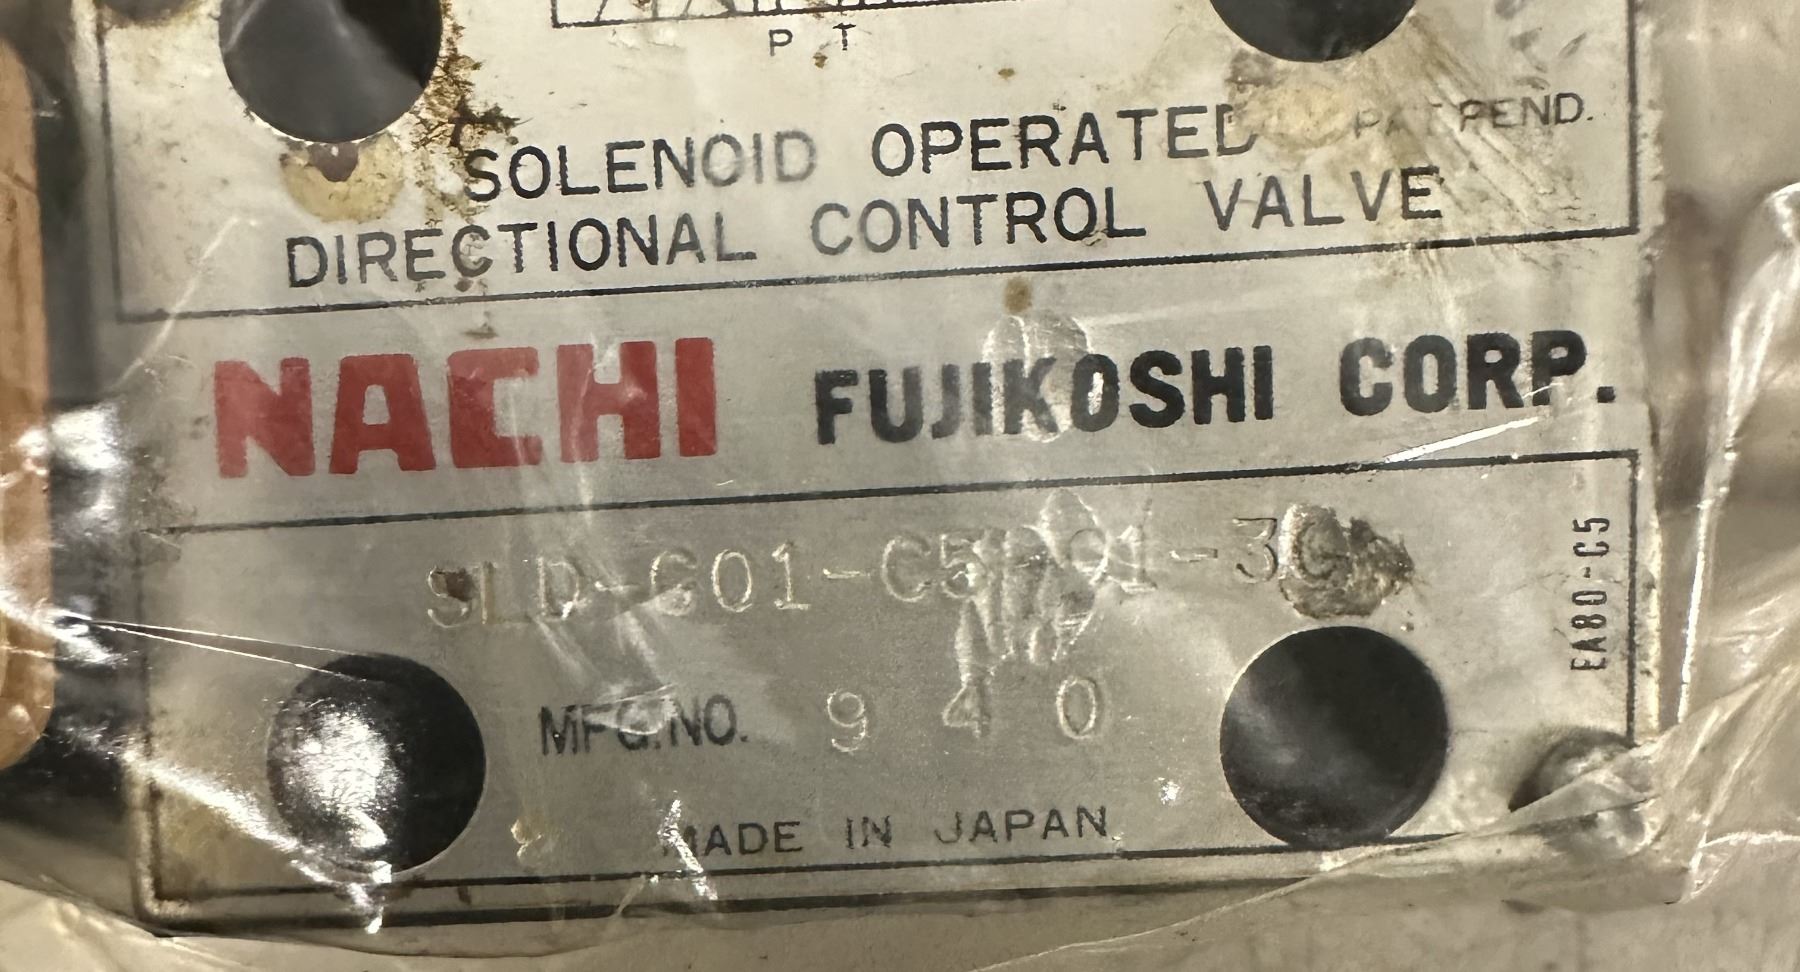 P T
SOLENOID OPERATED PAT PEND.
DIRECTIONAL CONTROL VALVE
NACHI FUJIKOSHI CORP.
EA80-C5
MFG.NO. 9 4 0
MADE IN JAPAN